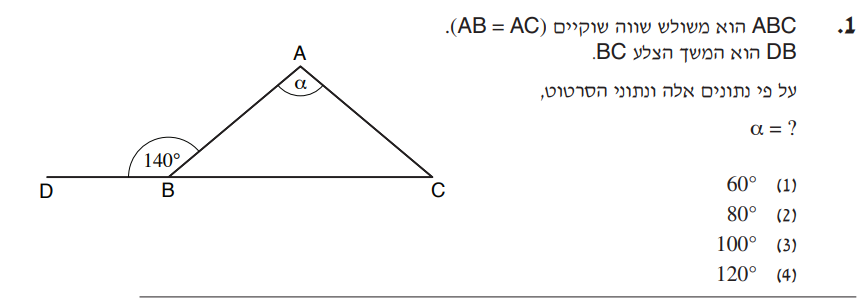 1. ABC הוא משולש שווה שוקיים (AB = AC).
DB הוא המשך הצלע BC.
על פי נתונים אלה ונתוני הסרטוט,
α = ?
(1) 60°
(2) 80°
(3) 100°
(4) 120°
A
α
140°
D B C